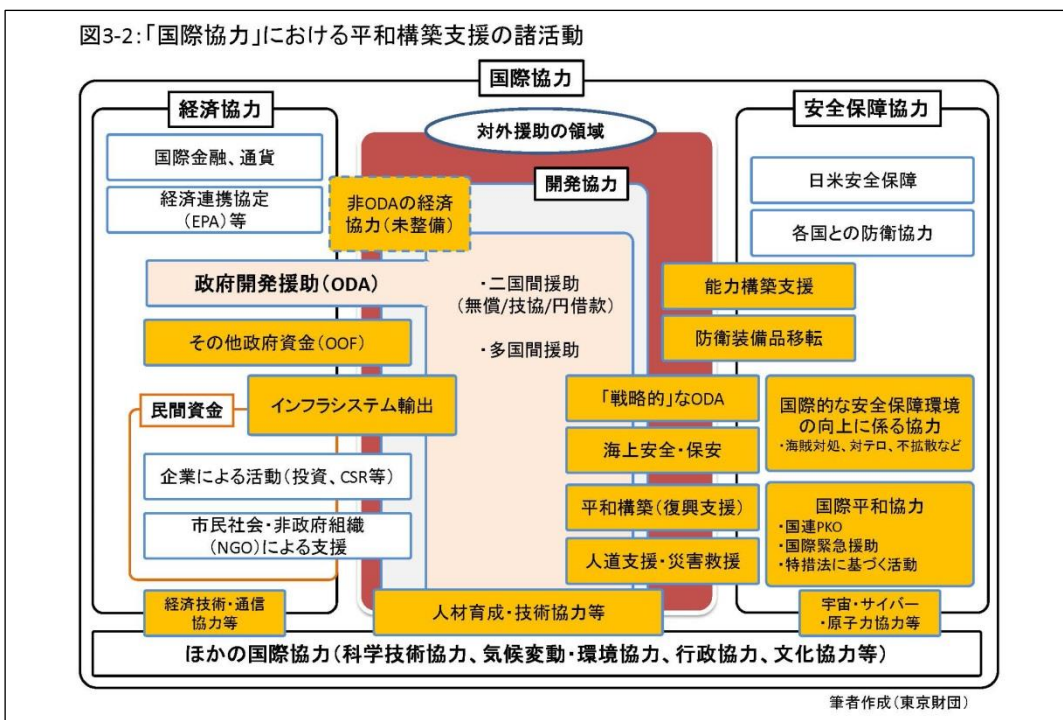 図3-2:「国際協力」における平和構築支援の諸活動
国際協力
経済協力
国際金融、通貨
経済連携協定
(EPA)等
対外援助の領域
開発協力
非ODAの経済
協力(未整備)
政府開発援助(ODA)
・二国間援助
(無償/技協/円借款)
・多国間援助
その他政府資金(OOF)
民間資金
インフラシステム輸出
企業による活動(投資、CSR等)
市民社会・非政府組織
(NGO)による支援
経済技術・通信
協力等
人材育成・技術協力等
「戦略的」なODA
海上安全・保安
平和構築(復興支援)
人道支援・災害救援
安全保障協力
日米安全保障
各国との防衛協力
能力構築支援
防衛装備品移転
国際的な安全保障環境
の向上に係る協力
・海賊対処、対テロ、不拡散など
国際平和協力
・国連PKO
・国際緊急援助
・特措法に基づく活動
宇宙・サイバー
・原子力協力等
ほかの国際協力(科学技術協力、気候変動・環境協力、行政協力、文化協力等)
筆者作成(東京財団)